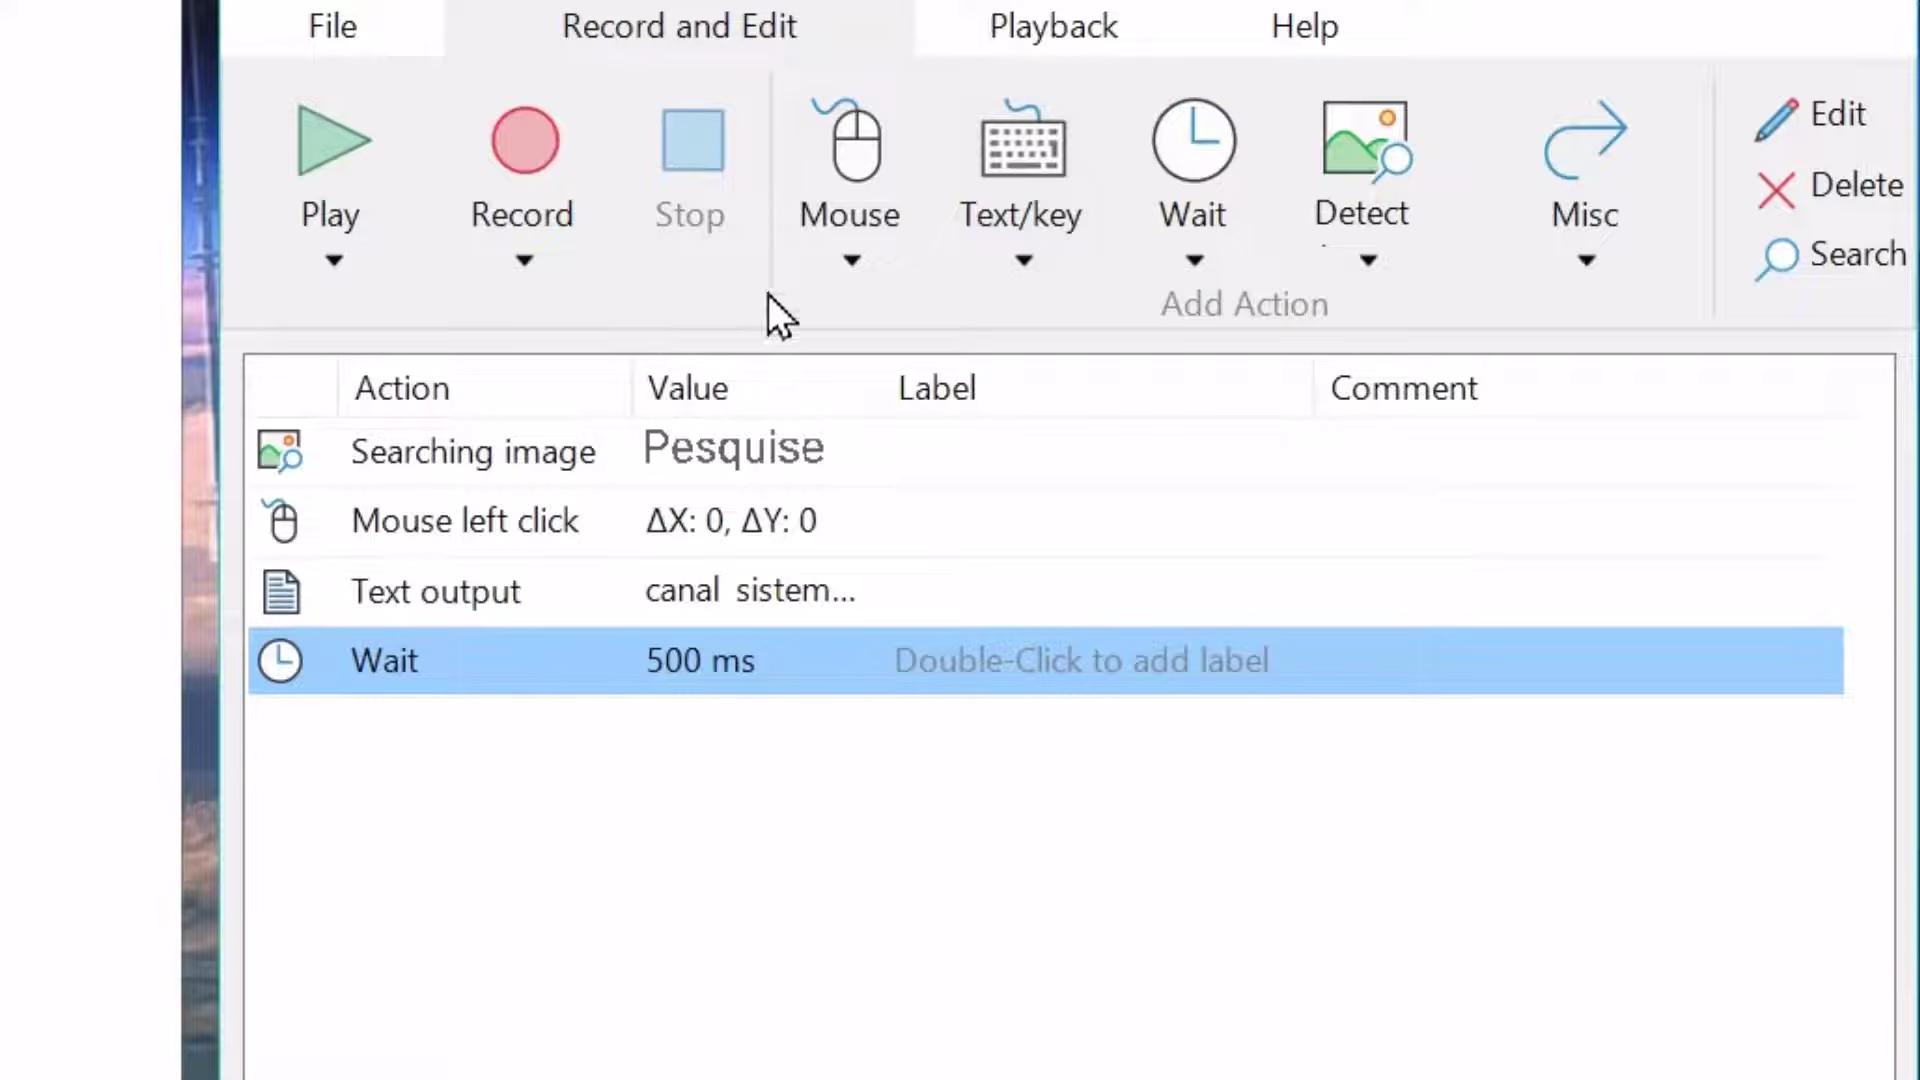 File Record and Edit Playback Help
Play Record Stop Mouse Text/key Wait Detect Misc
Edit
Delete
Search
Add Action
Action Value Label Comment
Searching image Pesquise
Mouse left click ΔX: 0, ΔY: 0
Text output canal sistem...
Wait 500 ms Double-Click to add label